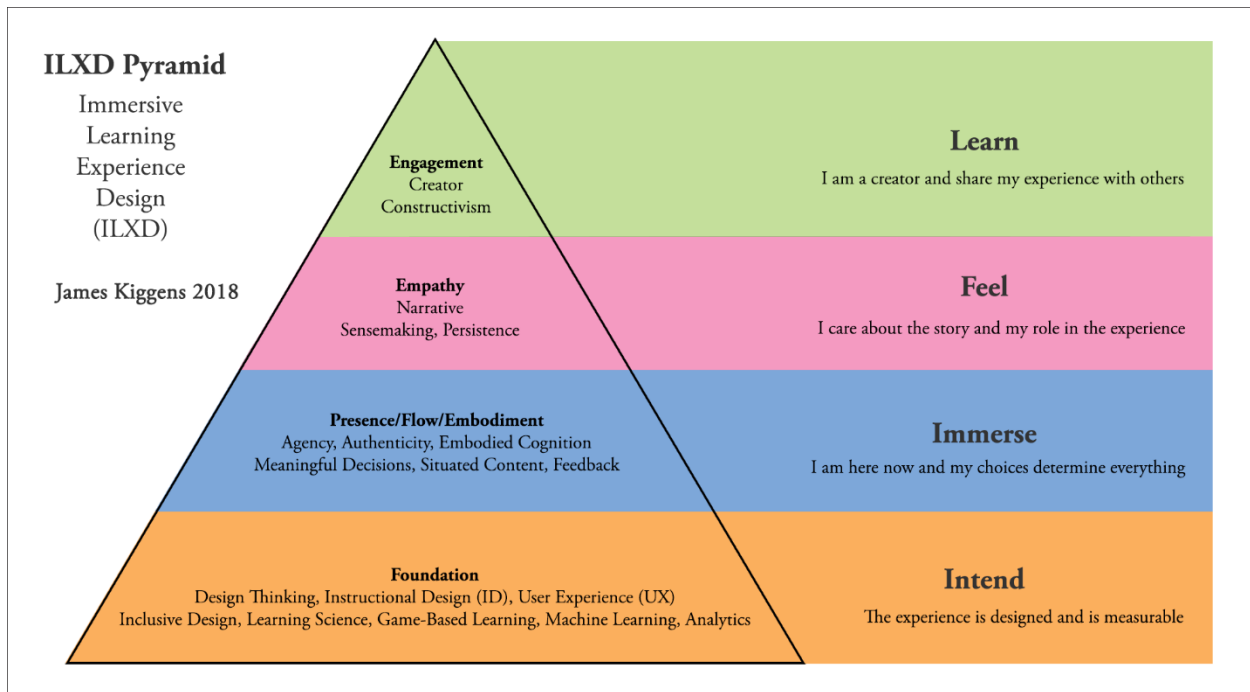 ILXD Pyramid
Immersive
Learning
Experience
Design
(ILXD)
James Kiggens 2018
Engagement
Creator
Constructivism
Learn
I am a creator and share my experience with others
Empathy
Narrative
Sensemaking, Persistence
Feel
I care about the story and my role in the experience
Presence/Flow/Embodiment
Agency, Authenticity, Embodied Cognition
Meaningful Decisions, Situated Content, Feedback
Immerse
I am here now and my choices determine everything
Foundation
Design Thinking, Instructional Design (ID), User Experience (UX)
Inclusive Design, Learning Science, Game-Based Learning, Machine Learning, Analytics
Intend
The experience is designed and is measurable